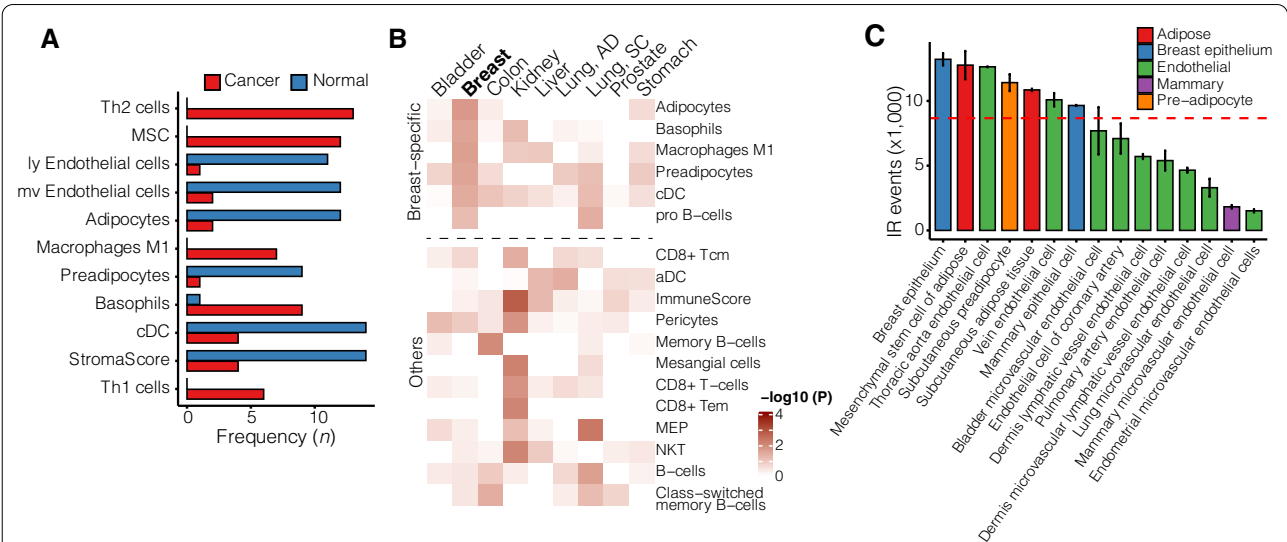 A
Cancer
Normal
Th2 cells
MSC
ly Endothelial cells
mv Endothelial cells
Adipocytes
Macrophages M1
Preadipocytes
Basophils
cDC
StromaScore
Th1 cells
0
5
10
Frequency (n)
B
Bladder
Breast
Colon
Kidney
Liver
Lung, AD
Lung, SC
Prostate
Stomach
Breast−specific
Adipocytes
Basophils
Macrophages M1
Preadipocytes
cDC
pro B−cells
Others
CD8+ Tcm
aDC
ImmuneScore
Pericytes
Memory B−cells
Mesangial cells
CD8+ T−cells
CD8+ Tem
MEP
NKT
B−cells
Class−switched
memory B−cells
−log10 (P)
4
2
0
C
Adipose
Breast epithelium
Endothelial
Mammary
Pre−adipocyte
IR events (x1,000)
10
5
0
Breast epithelium
Mesenchymal stem cell of adipose
Thoracic aorta endothelial cell
Subcutaneous preadipocyte
Subcutaneous adipose tissue
Vein endothelial cell
Mammary epithelial cell
Bladder microvascular endothelial cell
Endothelial cell of coronary artery
Dermis lymphatic vessel endothelial cell
Pulmonary artery endothelial cell
Dermis microvascular lymphatic vessel endothelial cell
Lung microvascular endothelial cell
Mammary microvascular endothelial cell
Endometrial microvascular endothelial cells